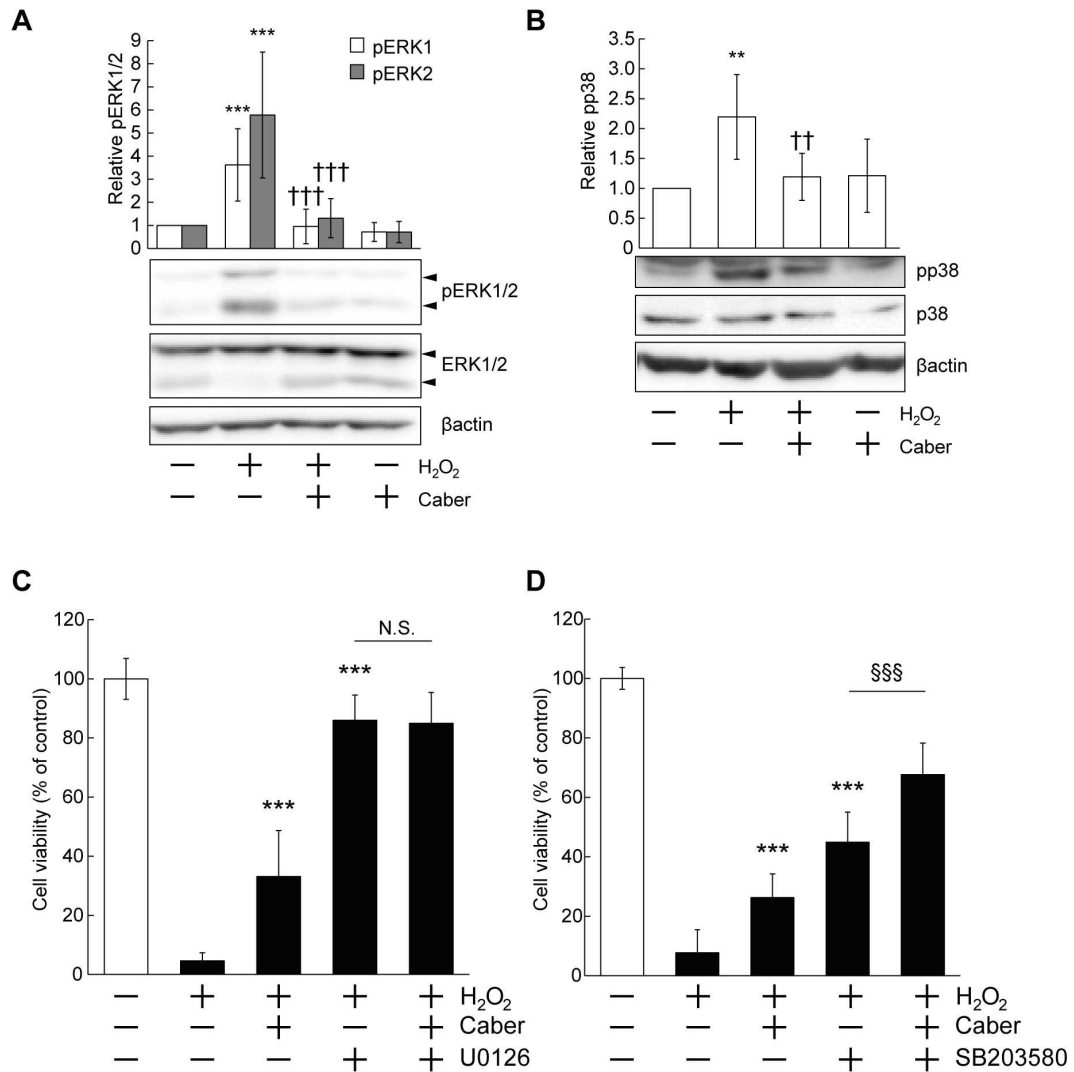 A
Relative pERK1/2
9
8
7
6
5
4
3
2
1
0
***
***
†††
†††
pERK1
pERK2
pERK1/2
ERK1/2
βactin
− + + − H₂O₂
− − + + Caber
B
Relative pp38
3.5
3.0
2.5
2.0
1.5
1.0
0.5
0
**
††
pp38
p38
βactin
− + + − H₂O₂
− − + + Caber
C
Cell viability (% of control)
120
100
80
60
40
20
0
***
***
N.S.
− + + + + H₂O₂
− − + − + Caber
− − − + + U0126
D
Cell viability (% of control)
120
100
80
60
40
20
0
***
***
§§§
− + + + + H₂O₂
− − + − + Caber
− − − + + SB203580